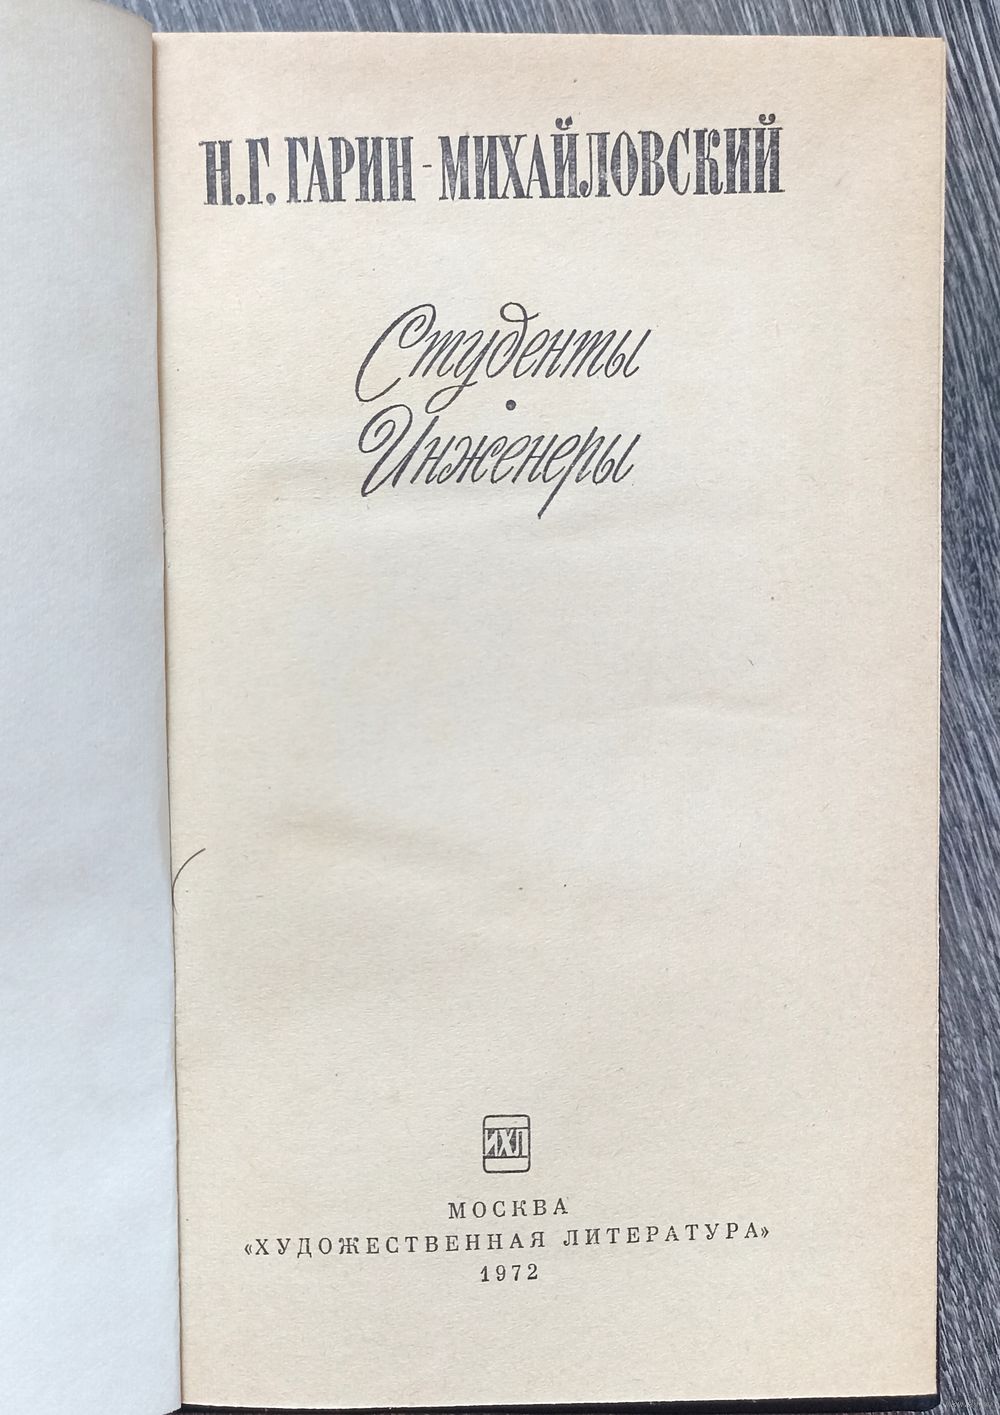 Н.Г. ГАРИН-МИХАЙЛОВСКИЙ
Студенты
•
Инженеры
ИХЛ
МОСКВА
«ХУДОЖЕСТВЕННАЯ ЛИТЕРАТУРА»
1972